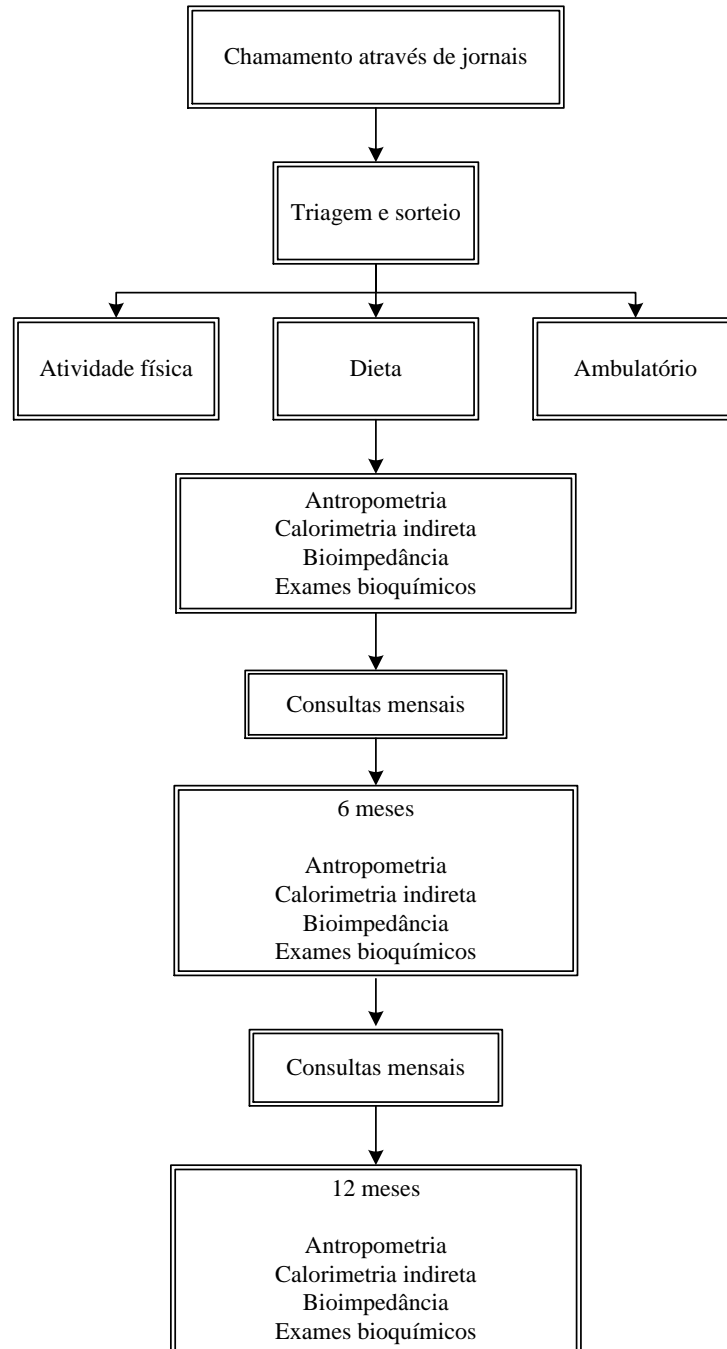 Chamamento através de jornais
Triagem e sorteio
Atividade física
Dieta
Ambulatório
Antropometria
Calorimetria indireta
Bioimpedância
Exames bioquímicos
Consultas mensais
6 meses
Antropometria
Calorimetria indireta
Bioimpedância
Exames bioquímicos
Consultas mensais
12 meses
Antropometria
Calorimetria indireta
Bioimpedância
Exames bioquímicos